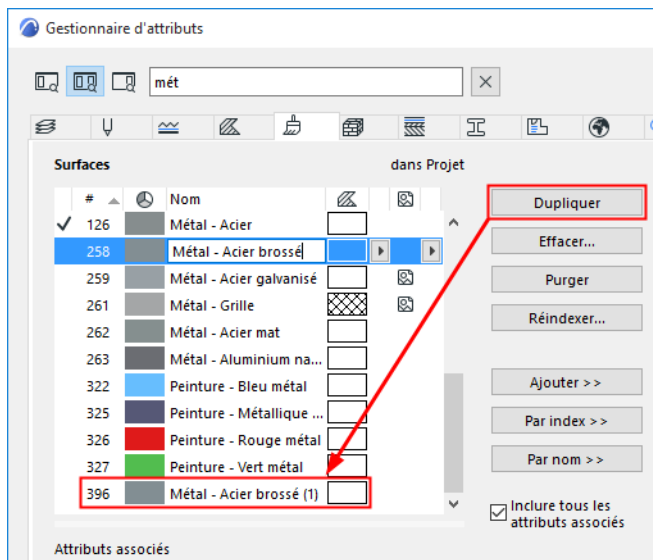 Gestionnaire d'attributs
mét
Surfaces dans Projet
# Nom
126 Métal - Acier
258 Métal - Acier brossé
259 Métal - Acier galvanisé
261 Métal - Grille
262 Métal - Acier mat
263 Métal - Aluminium na...
322 Peinture - Bleu métal
325 Peinture - Métallique ...
326 Peinture - Rouge métal
327 Peinture - Vert métal
396 Métal - Acier brossé (1)
Dupliquer
Effacer...
Purger
Réindexer...
Ajouter >>
Par index >>
Par nom >>
Inclure tous les
attributs associés
Attributs associés